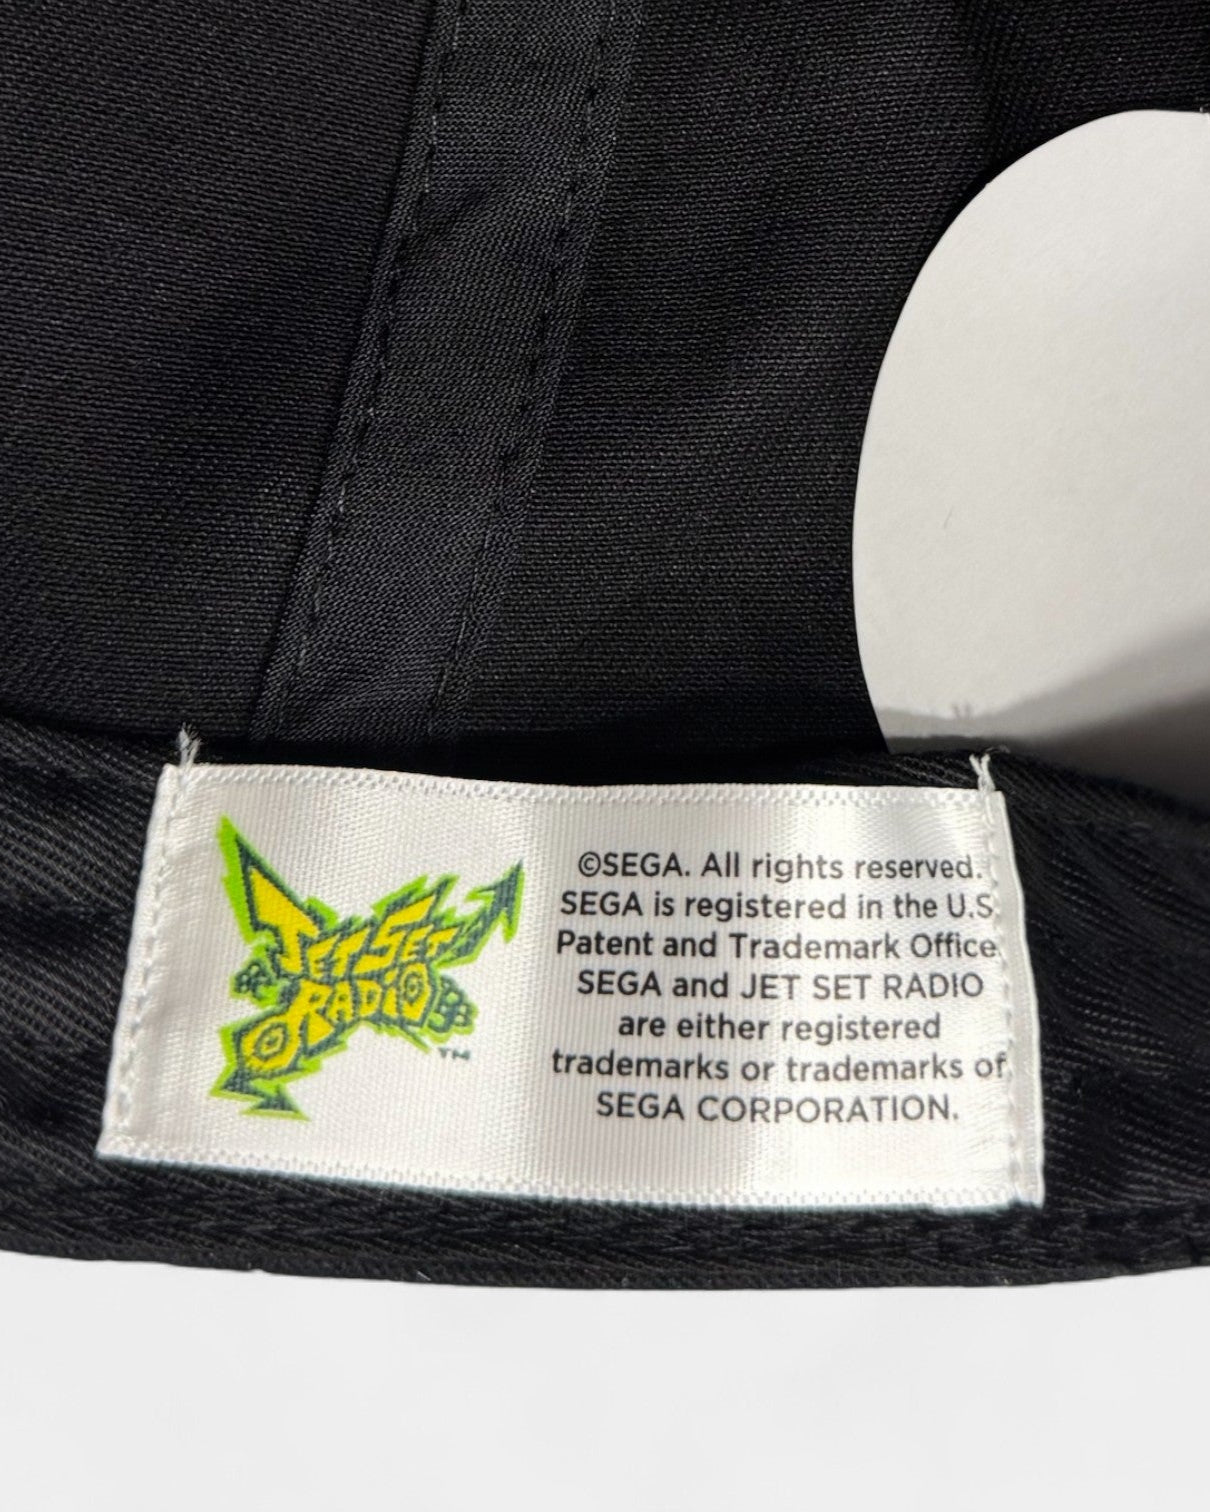 JET SET
RADIO
TM
©SEGA. All rights reserved.
SEGA is registered in the U.S.
Patent and Trademark Office.
SEGA and JET SET RADIO
are either registered
trademarks or trademarks of
SEGA CORPORATION.